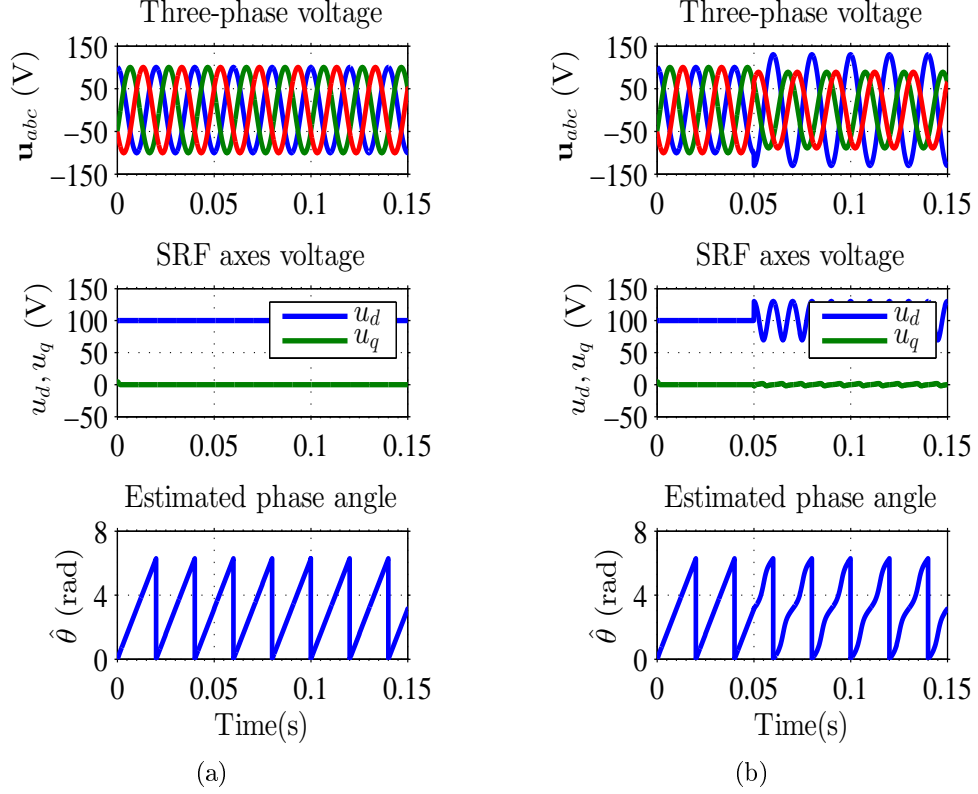 Three-phase voltage
u_abc (V)
150
50
−50
−150
0 0.05 0.1 0.15
SRF axes voltage
u_d, u_q (V)
150
100
50
0
−50
u_d
u_q
0 0.05 0.1 0.15
Estimated phase angle
θ̂ (rad)
8
4
0
0 0.05 0.1 0.15
Time(s)
(a)
Three-phase voltage
u_abc (V)
150
50
−50
−150
0 0.05 0.1 0.15
SRF axes voltage
u_d, u_q (V)
150
100
50
0
−50
u_d
u_q
0 0.05 0.1 0.15
Estimated phase angle
θ̂ (rad)
8
4
0
0 0.05 0.1 0.15
Time(s)
(b)